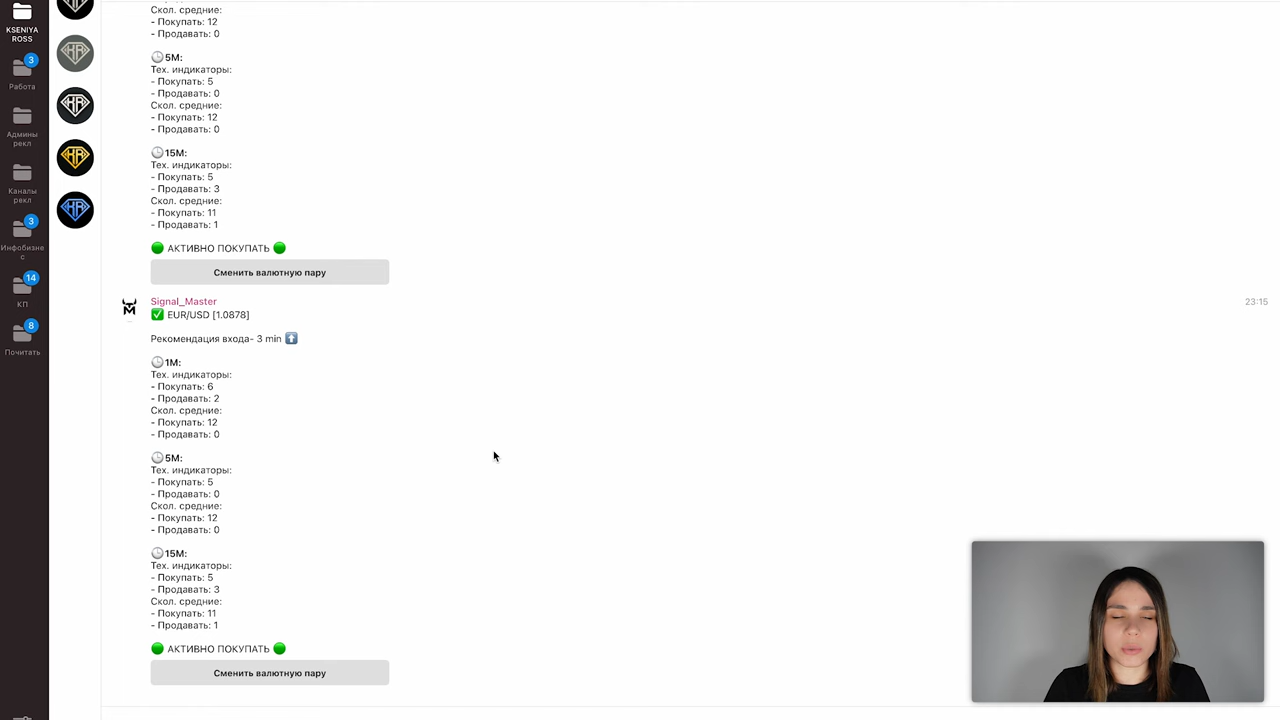 KSENIYA
ROSS
3
Работа
Админы
рекл
Каналы
рекл
3
Инфобизне
с
14
КП
8
Почитать
Скол. средние:
- Покупать: 12
- Продавать: 0
5М:
Тех. индикаторы:
- Покупать: 5
- Продавать: 0
Скол. средние:
- Покупать: 12
- Продавать: 0
15М:
Тех. индикаторы:
- Покупать: 5
- Продавать: 3
Скол. средние:
- Покупать: 11
- Продавать: 1
АКТИВНО ПОКУПАТЬ
Сменить валютную пару
Signal_Master
23:15
EUR/USD [1.0878]
Рекомендация входа- 3 min
1М:
Тех. индикаторы:
- Покупать: 6
- Продавать: 2
Скол. средние:
- Покупать: 12
- Продавать: 0
5М:
Тех. индикаторы:
- Покупать: 5
- Продавать: 0
Скол. средние:
- Покупать: 12
- Продавать: 0
15М:
Тех. индикаторы:
- Покупать: 5
- Продавать: 3
Скол. средние:
- Покупать: 11
- Продавать: 1
АКТИВНО ПОКУПАТЬ
Сменить валютную пару